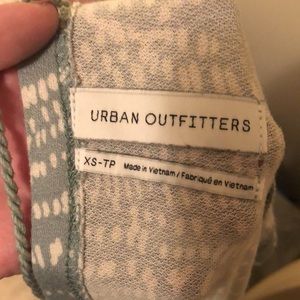 URBAN OUTFITTERS
XS-TP Made in Vietnam / Fabriqué en Vietnam